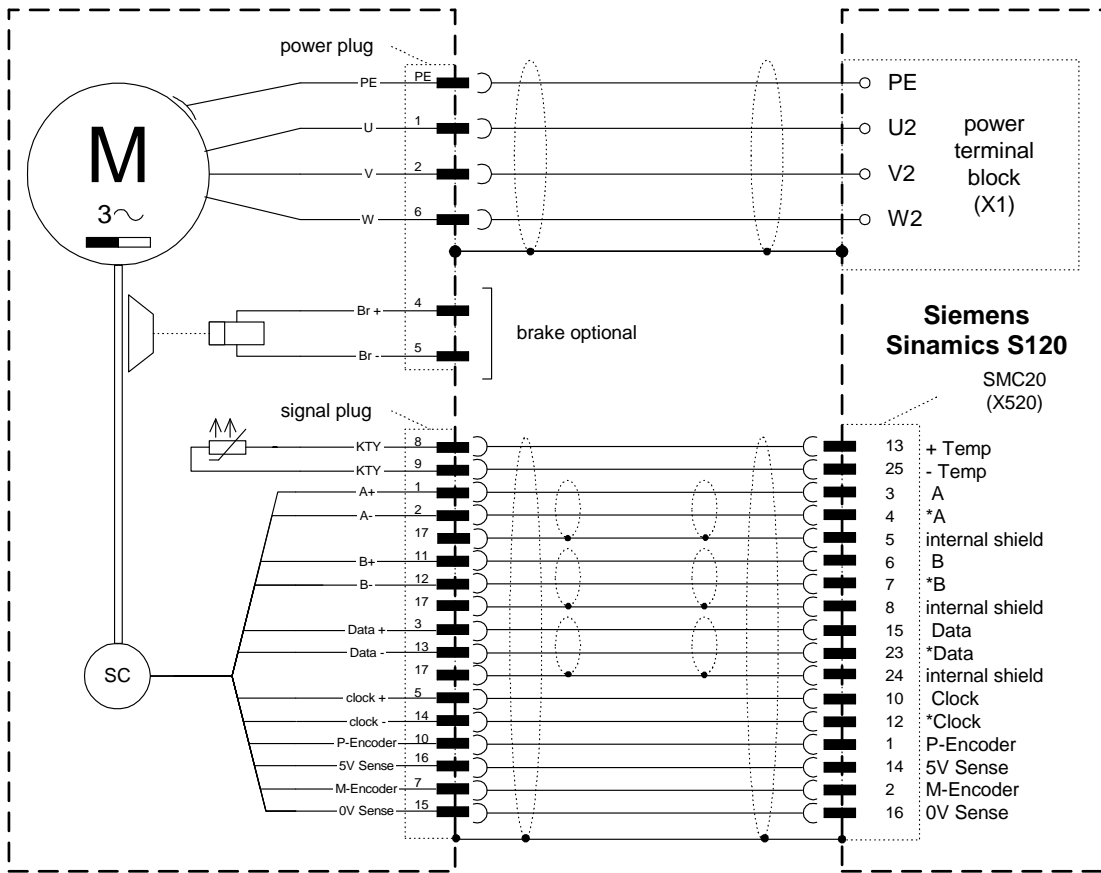 power plug
PE PE PE
U 1 U2
V 2 V2
W 6 W2
power
terminal
block
(X1)
M
3
Br + 4
Br - 5
brake optional
Siemens
Sinamics S120
SMC20
(X520)
signal plug
KTY 8 13 + Temp
KTY 9 25 - Temp
A+ 1 3 A
A- 2 4 *A
17 5 internal shield
B+ 11 6 B
B- 12 7 *B
17 8 internal shield
Data + 3 15 Data
Data - 13 23 *Data
17 24 internal shield
SC
clock + 5 10 Clock
clock - 14 12 *Clock
P-Encoder 10 1 P-Encoder
5V Sense 16 14 5V Sense
M-Encoder 7 2 M-Encoder
0V Sense 15 16 0V Sense